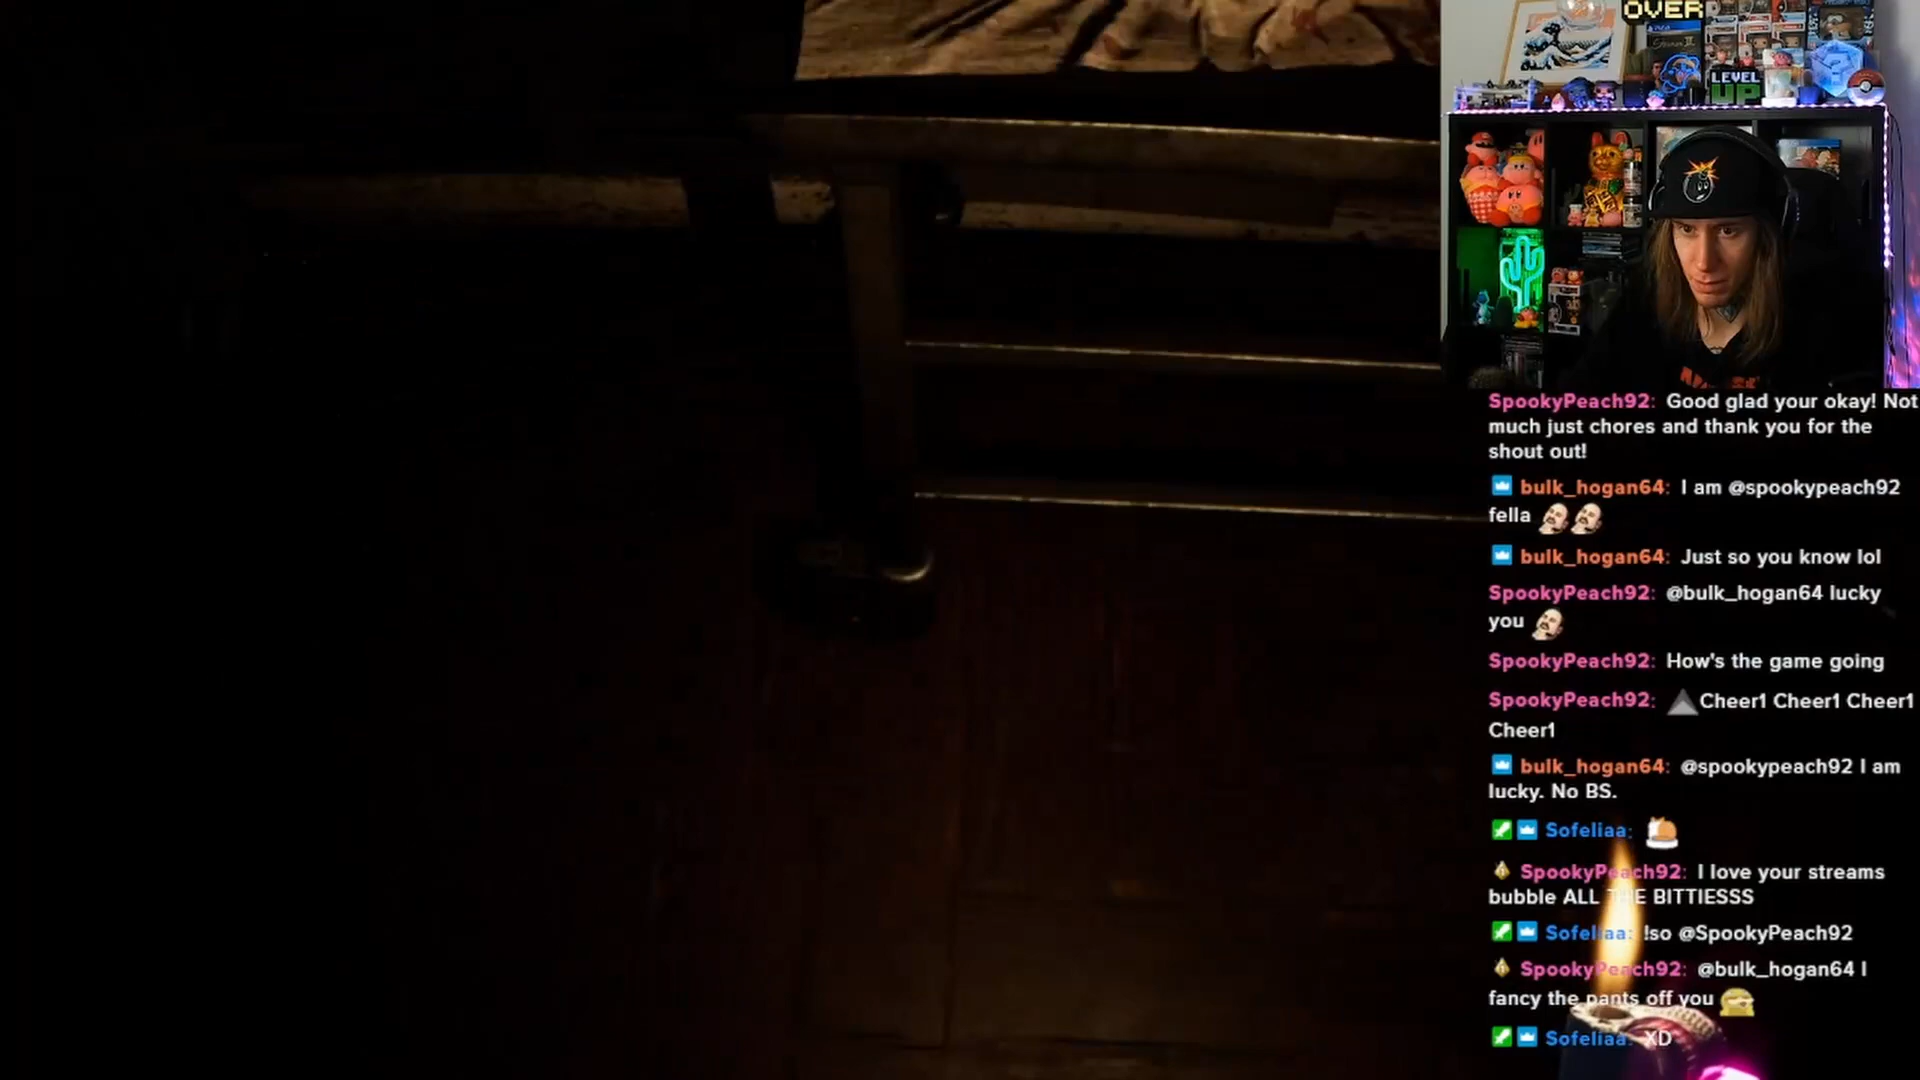 OVER
LEVEL
UP
SpookyPeach92: Good glad your okay! Not
much just chores and thank you for the
shout out!
bulk_hogan64: I am @spookypeach92
fella
bulk_hogan64: Just so you know lol
SpookyPeach92: @bulk_hogan64 lucky
you
SpookyPeach92: How's the game going
SpookyPeach92: Cheer1 Cheer1 Cheer1
Cheer1
bulk_hogan64: @spookypeach92 I am
lucky. No BS.
Sofeliaa:
SpookyPeach92: I love your streams
bubble ALL THE BITTIESSS
Sofeliaa: !so @SpookyPeach92
SpookyPeach92: @bulk_hogan64 I
fancy the pants off you
Sofeliaa: XD